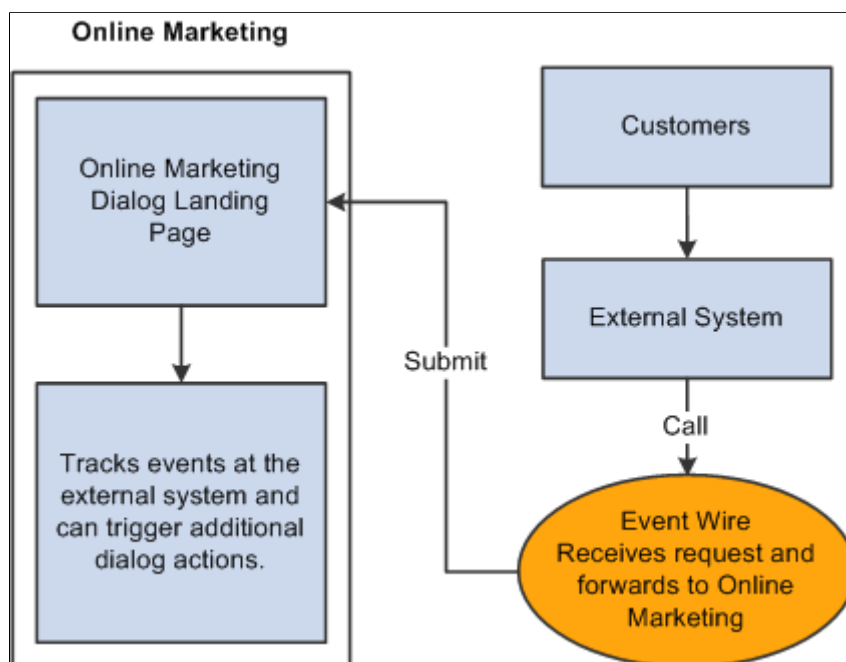 Online Marketing
Online Marketing
Dialog Landing
Page
Tracks events at the
external system and
can trigger additional
dialog actions.
Submit
Customers
External System
Call
Event Wire
Receives request and
forwards to Online
Marketing